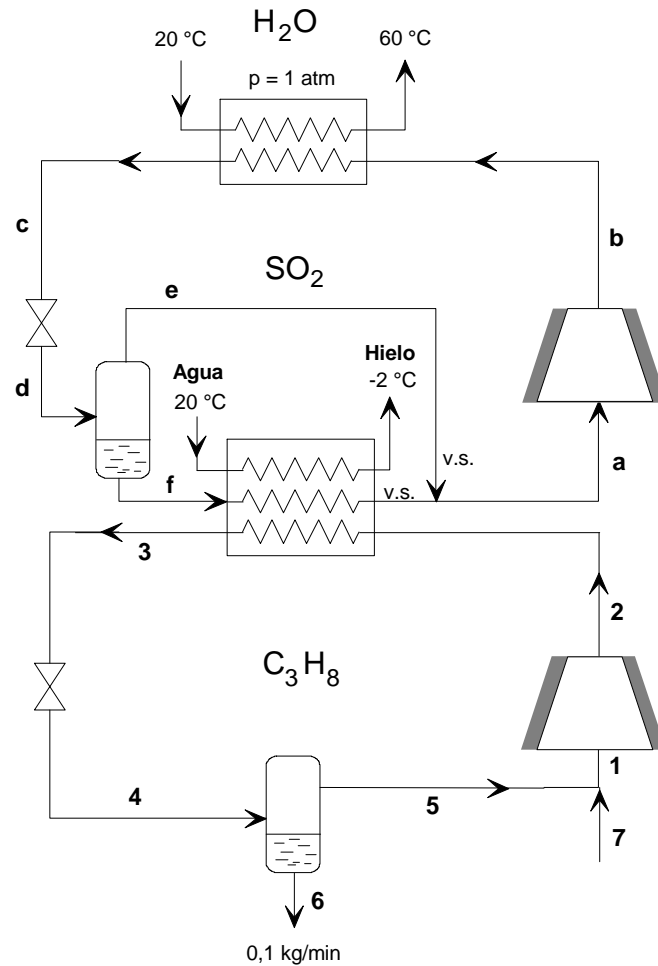 H₂O
20 °C
60 °C
p = 1 atm
c
b
SO₂
e
d
Agua
20 °C
Hielo
-2 °C
v.s.
a
f
v.s.
3
2
C₃H₈
1
4
5
7
6
0,1 kg/min